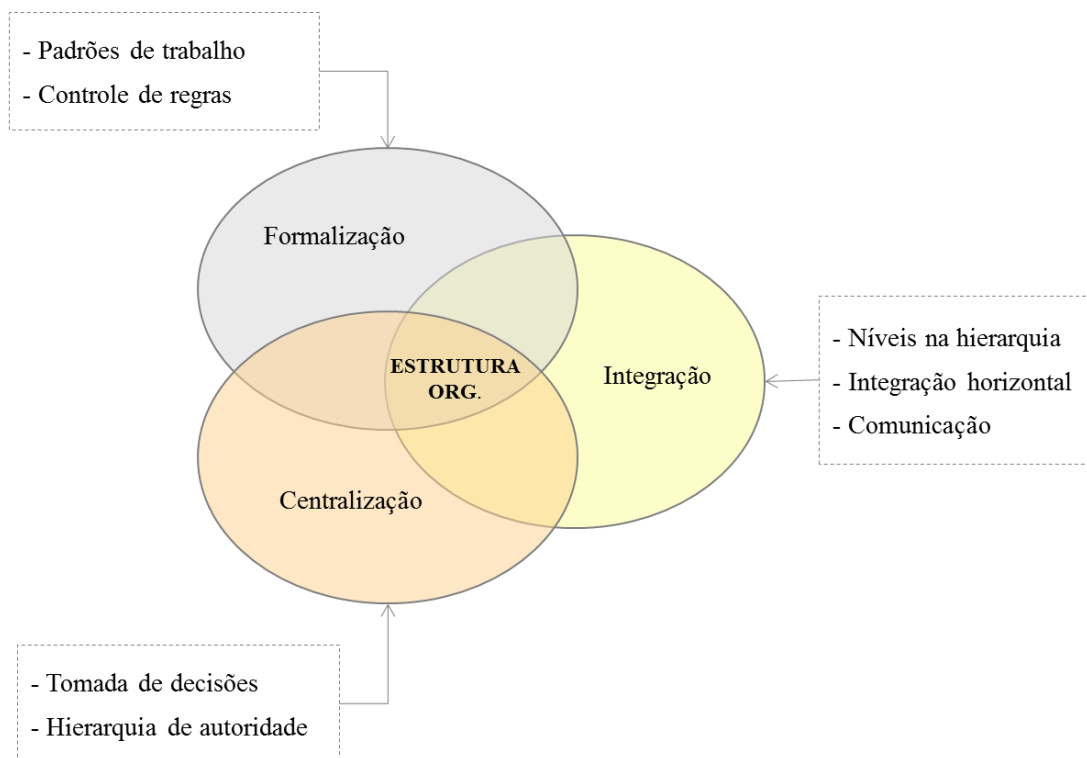 - Padrões de trabalho
- Controle de regras
Formalização
ESTRUTURA
ORG.
Integração
- Níveis na hierarquia
- Integração horizontal
- Comunicação
Centralização
- Tomada de decisões
- Hierarquia de autoridade